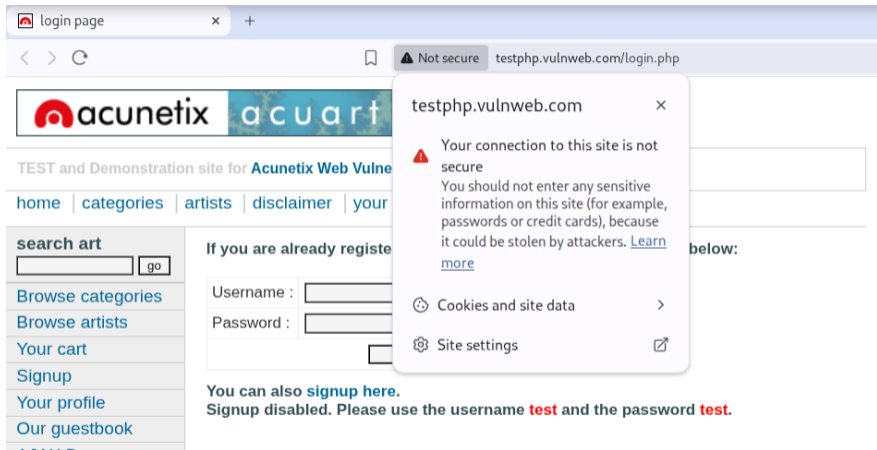 login page
Not secure
testphp.vulnweb.com/login.php
acunetix acuart
testphp.vulnweb.com
Your connection to this site is not
secure
You should not enter any sensitive
information on this site (for example,
passwords or credit cards), because
it could be stolen by attackers. Learn
more
Cookies and site data
Site settings
TEST and Demonstration site for Acunetix Web Vulne
home categories artists disclaimer your
search art
go
Browse categories
Browse artists
Your cart
Signup
Your profile
Our guestbook
If you are already registe below:
Username :
Password :
You can also signup here.
Signup disabled. Please use the username test and the password test.